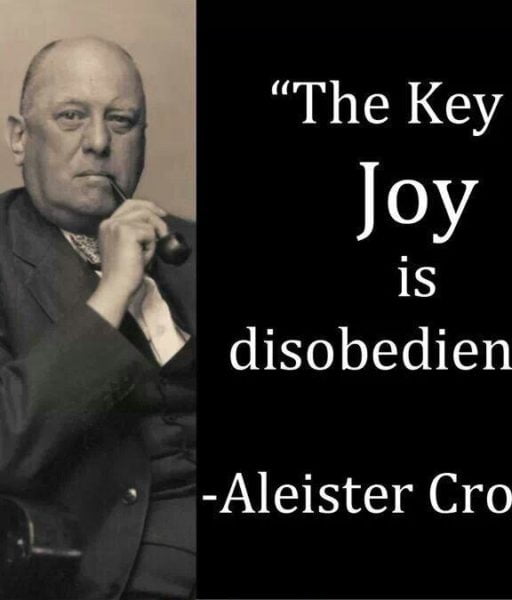 “The Key
Joy
is
disobedien
-Aleister Cro